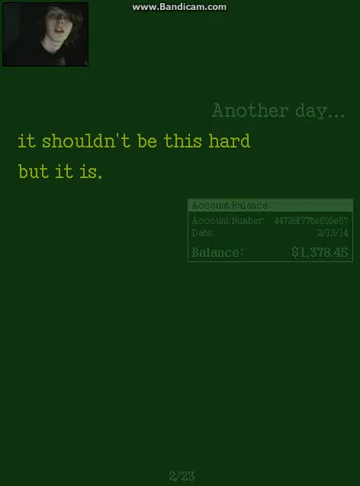 www.Bandicam.com
Another day...
it shouldn't be this hard
but it is.
Account Balance
Account Number:
Date: 2/13/14
Balance: $1,378.45
2/23